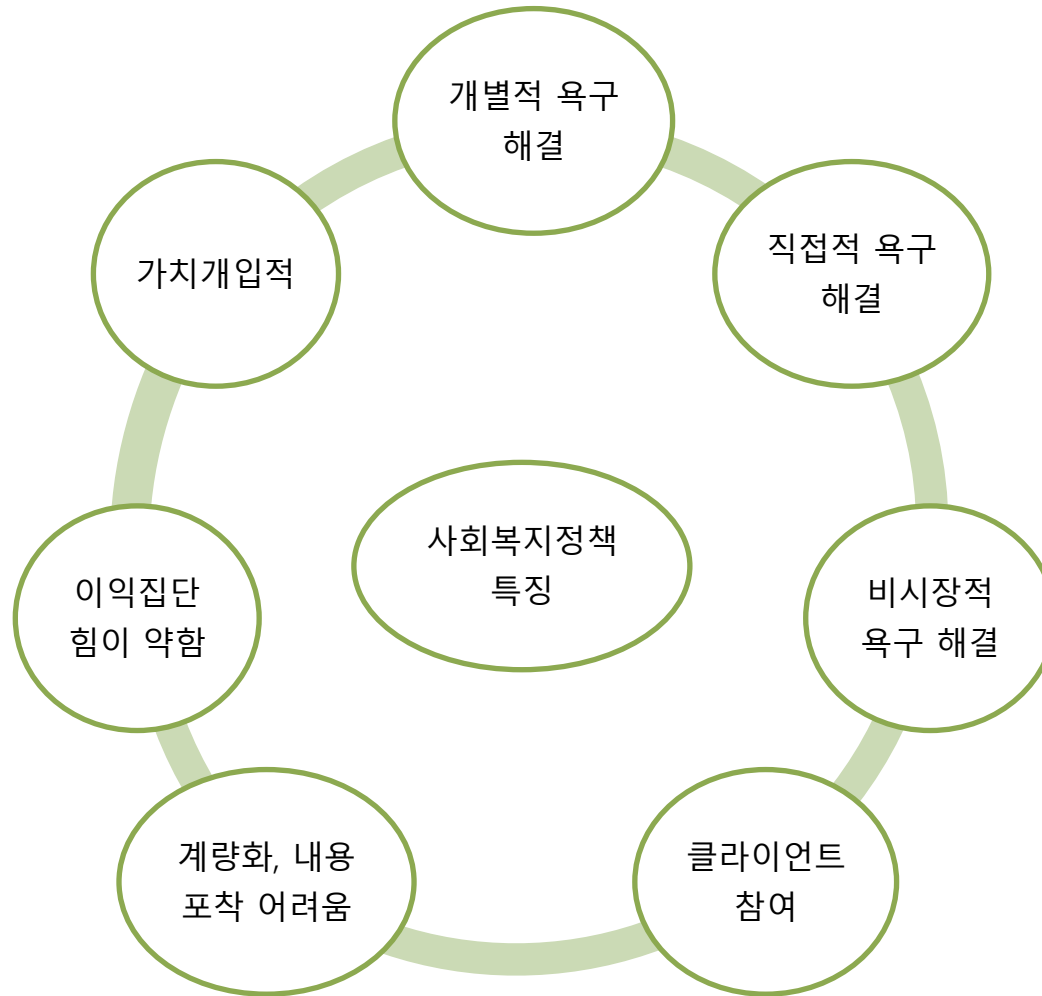 개별적 욕구
해결
직접적 욕구
해결
비시장적
욕구 해결
클라이언트
참여
계량화, 내용
포착 어려움
이익집단
힘이 약함
가치개입적
사회복지정책
특징